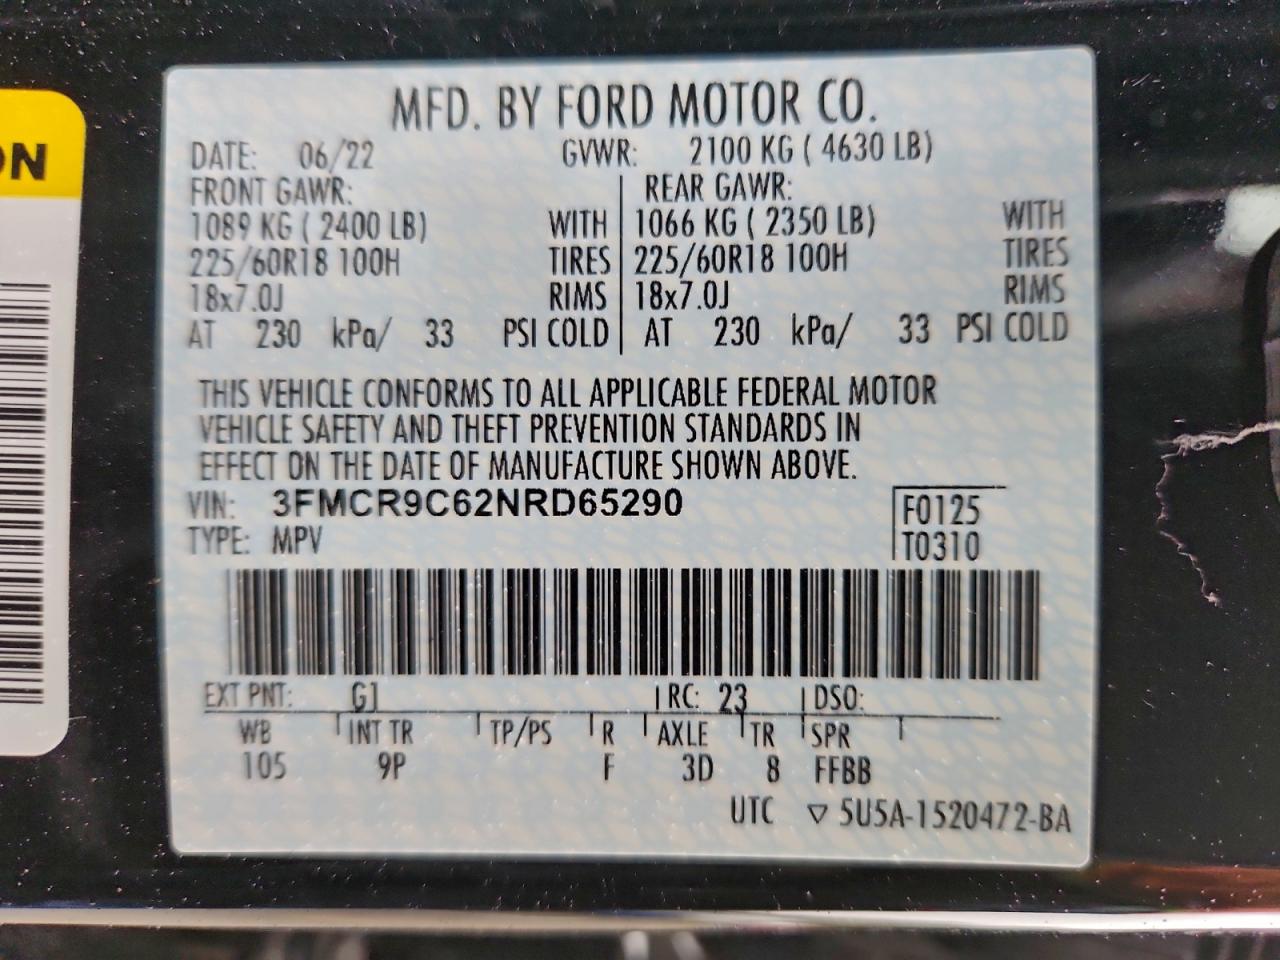 ON
MFD. BY FORD MOTOR CO.
DATE: 06/22 GVWR: 2100 KG ( 4630 LB)
FRONT GAWR: REAR GAWR:
1089 KG ( 2400 LB) WITH 1066 KG ( 2350 LB) WITH
225/60R18 100H TIRES 225/60R18 100H TIRES
18x7.0J RIMS 18x7.0J RIMS
AT 230 kPa/ 33 PSI COLD AT 230 kPa/ 33 PSI COLD
THIS VEHICLE CONFORMS TO ALL APPLICABLE FEDERAL MOTOR
VEHICLE SAFETY AND THEFT PREVENTION STANDARDS IN
EFFECT ON THE DATE OF MANUFACTURE SHOWN ABOVE.
VIN: 3FMCR9C62NRD65290 F0125
TYPE: MPV T0310
EXT PNT: G1 RC: 23 DSO:
WB INT TR TP/PS R AXLE TR SPR
105 9P F 3D 8 FFBB
UTC ▽ 5U5A-1520472-BA